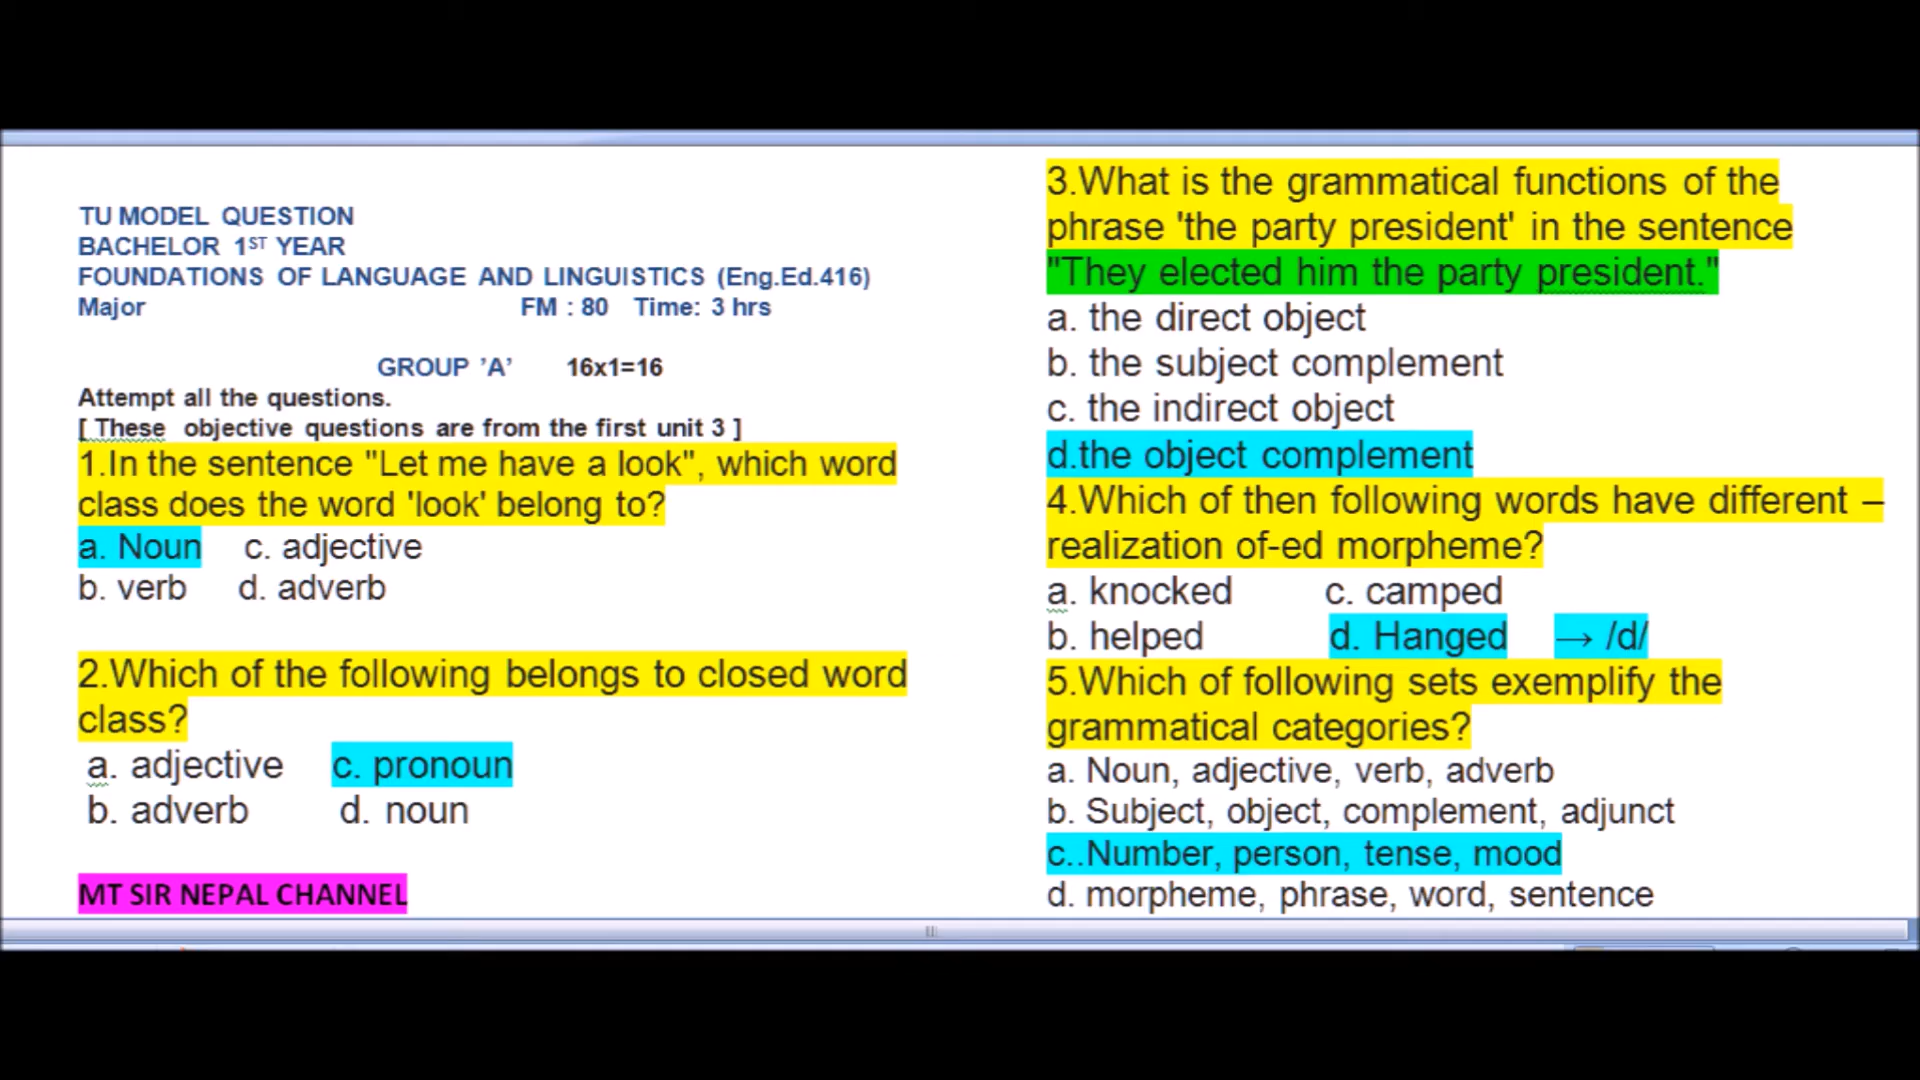 TU MODEL QUESTION
BACHELOR 1ST YEAR
FOUNDATIONS OF LANGUAGE AND LINGUISTICS (Eng.Ed.416)
Major FM : 80 Time: 3 hrs
GROUP ’A’ 16x1=16
Attempt all the questions.
[ These objective questions are from the first unit 3 ]
1.In the sentence "Let me have a look", which word
class does the word 'look' belong to?
a. Noun c. adjective
b. verb d. adverb
2.Which of the following belongs to closed word
class?
a. adjective c. pronoun
b. adverb d. noun
MT SIR NEPAL CHANNEL
3.What is the grammatical functions of the
phrase 'the party president' in the sentence
"They elected him the party president."
a. the direct object
b. the subject complement
c. the indirect object
d.the object complement
4.Which of then following words have different –
realization of-ed morpheme?
a. knocked c. camped
b. helped d. Hanged → /d/
5.Which of following sets exemplify the
grammatical categories?
a. Noun, adjective, verb, adverb
b. Subject, object, complement, adjunct
c..Number, person, tense, mood
d. morpheme, phrase, word, sentence